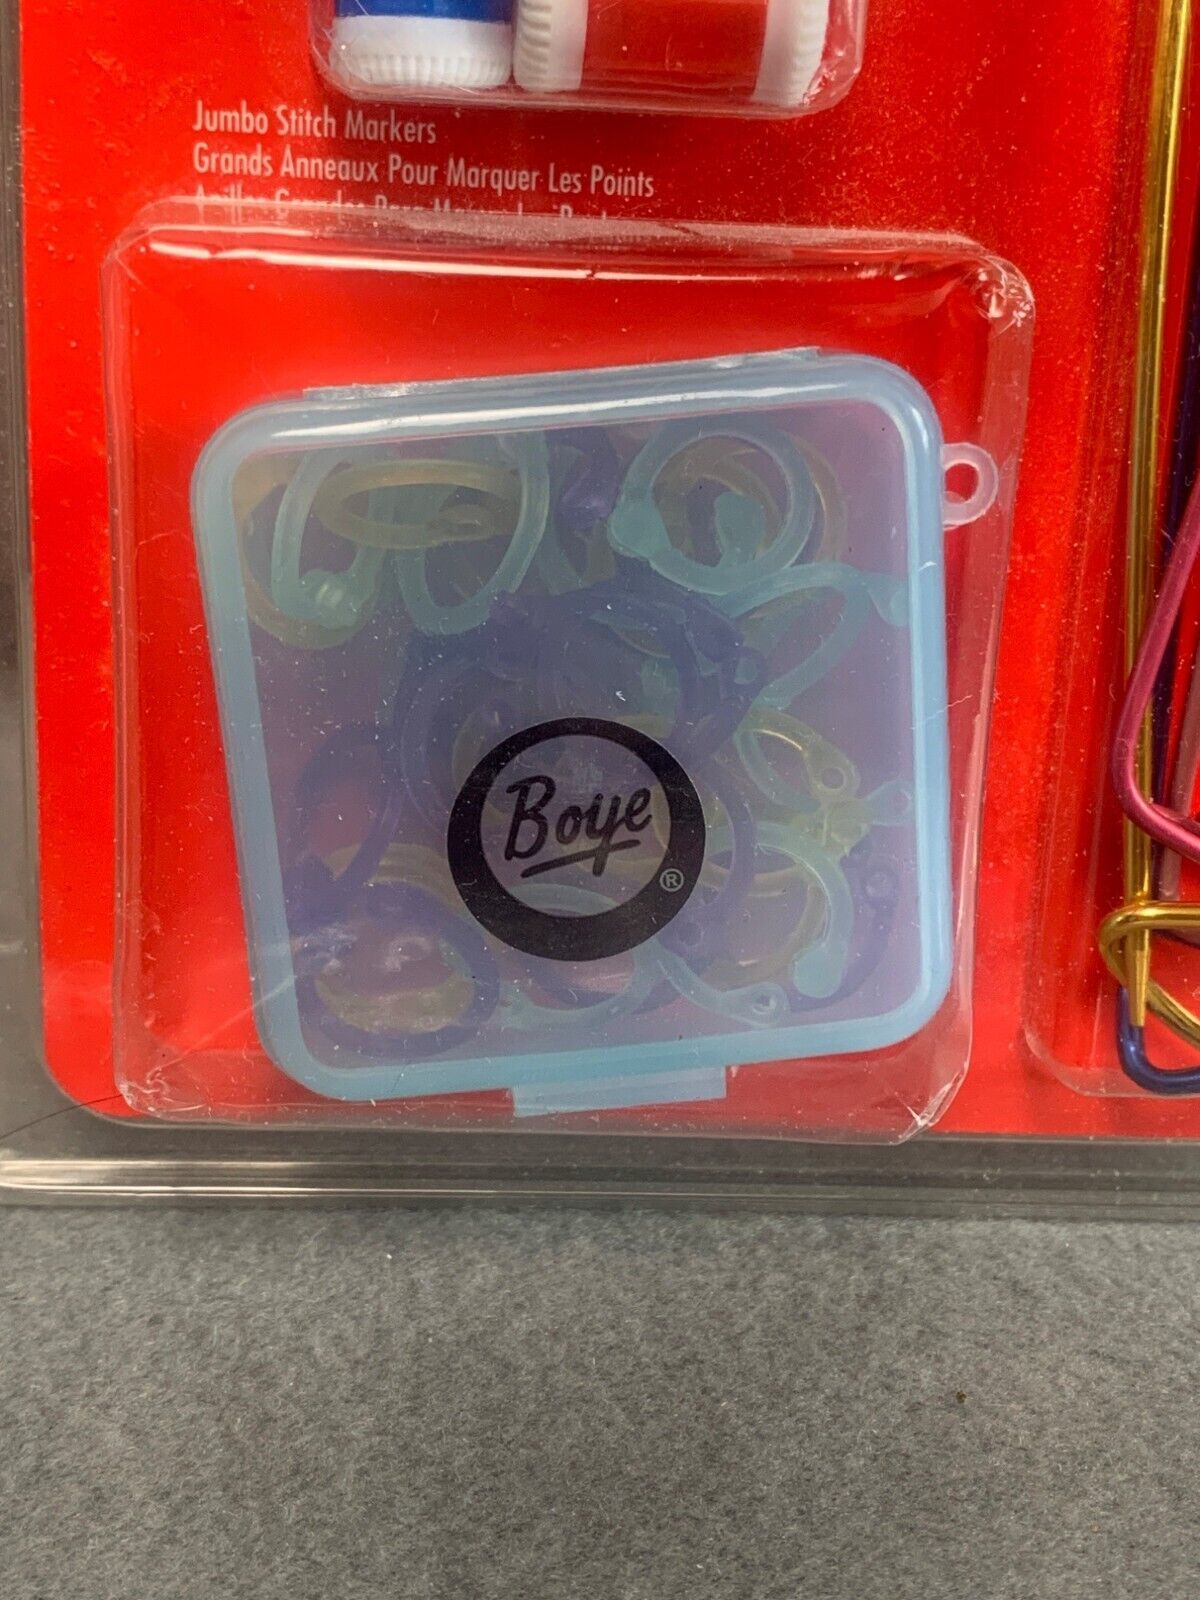 Jumbo Stitch Markers
Grands Anneaux Pour Marquer Les Points
Boye
®